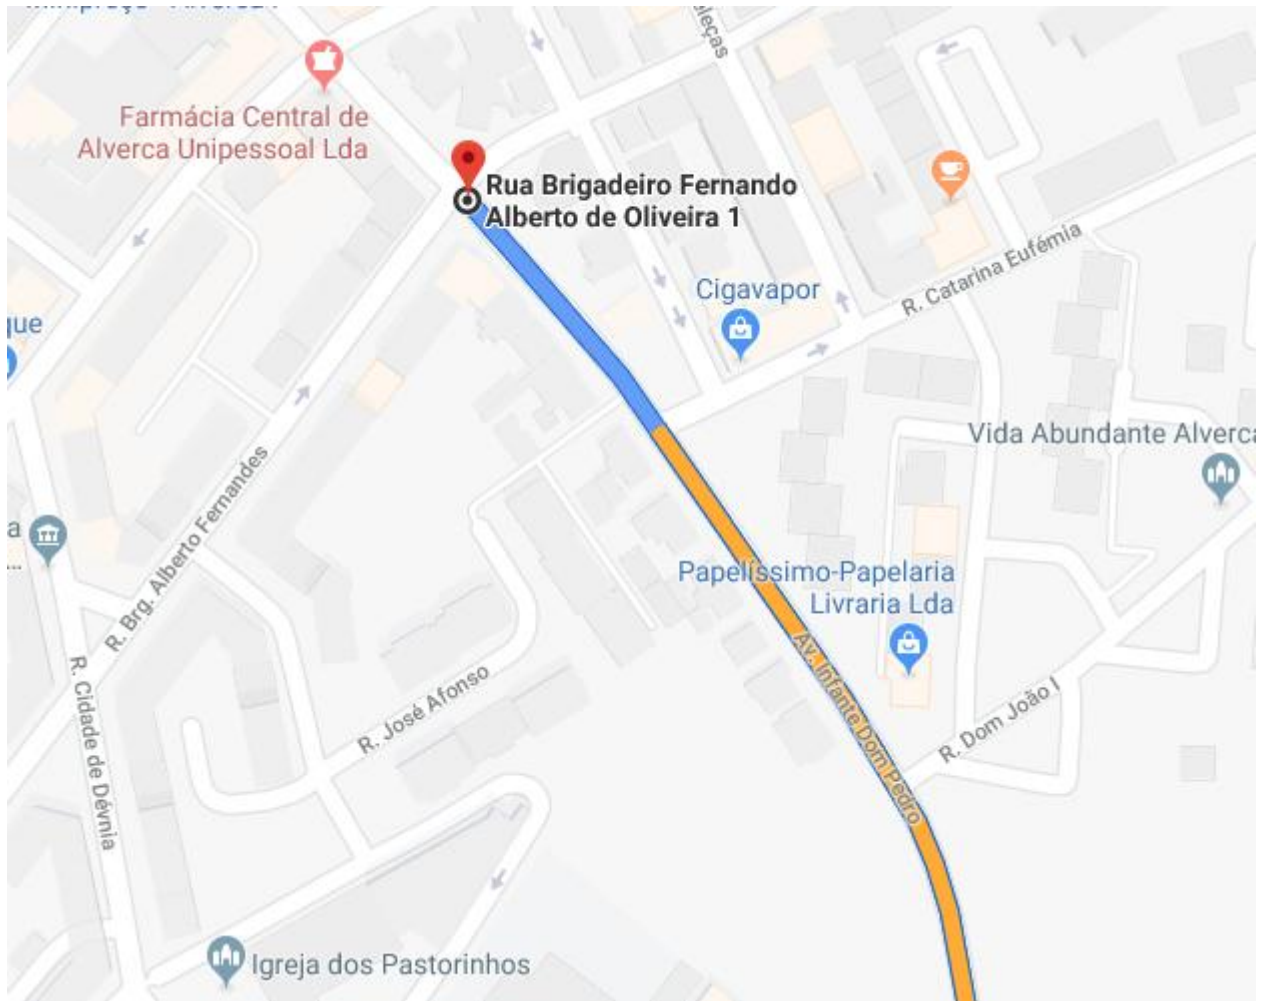 leças
Farmácia Central de
Alverca Unipessoal Lda
Rua Brigadeiro Fernando
Alberto de Oliveira 1
R. Catarina Eufémia
Cigavapor
que
Vida Abundante Alverca
R. Brg. Alberto Fernandes
a
...
Papelíssimo-Papelaria
Livraria Lda
Av. Infante Dom Pedro
R. José Afonso
R. Dom João I
R. Cidade de Dévnia
Igreja dos Pastorinhos